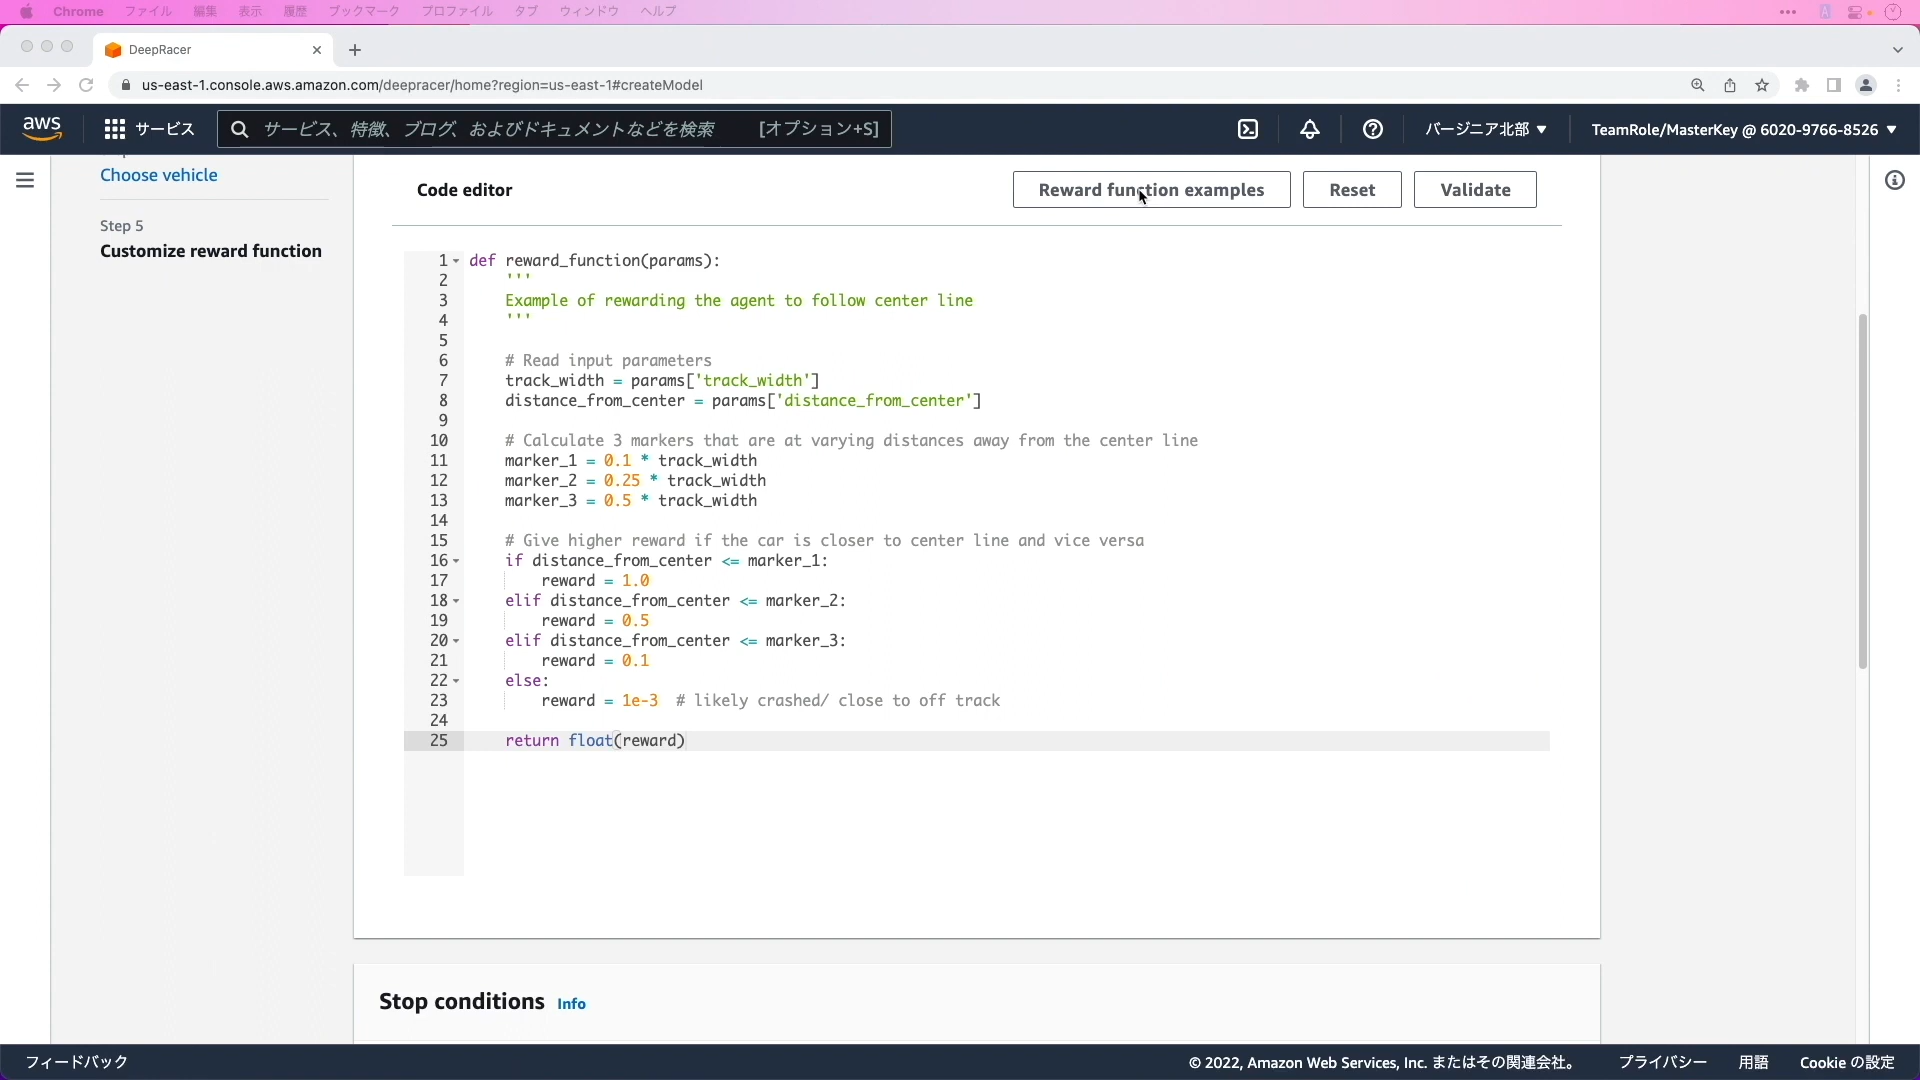 Chrome ファイル 編集 表示 履歴 ブックマーク プロファイル タブ ウィンドウ ヘルプ
DeepRacer
us-east-1.console.aws.amazon.com/deepracer/home?region=us-east-1#createModel
aws サービス サービス、特徴、ブログ、およびドキュメントなどを検索 [オプション+S] バージニア北部 TeamRole/MasterKey @ 6020-9766-8526
Choose vehicle
Step 5
Customize reward function
Code editor Reward function examples Reset Validate
1 def reward_function(params):
2 '''
3 Example of rewarding the agent to follow center line
4 '''
5
6 # Read input parameters
7 track_width = params['track_width']
8 distance_from_center = params['distance_from_center']
9
10 # Calculate 3 markers that are at varying distances away from the center line
11 marker_1 = 0.1 * track_width
12 marker_2 = 0.25 * track_width
13 marker_3 = 0.5 * track_width
14
15 # Give higher reward if the car is closer to center line and vice versa
16 if distance_from_center <= marker_1:
17 reward = 1.0
18 elif distance_from_center <= marker_2:
19 reward = 0.5
20 elif distance_from_center <= marker_3:
21 reward = 0.1
22 else:
23 reward = 1e-3 # likely crashed/ close to off track
24
25 return float(reward)
Stop conditions Info
フィードバック © 2022, Amazon Web Services, Inc. またはその関連会社。 プライバシー 用語 Cookie の設定